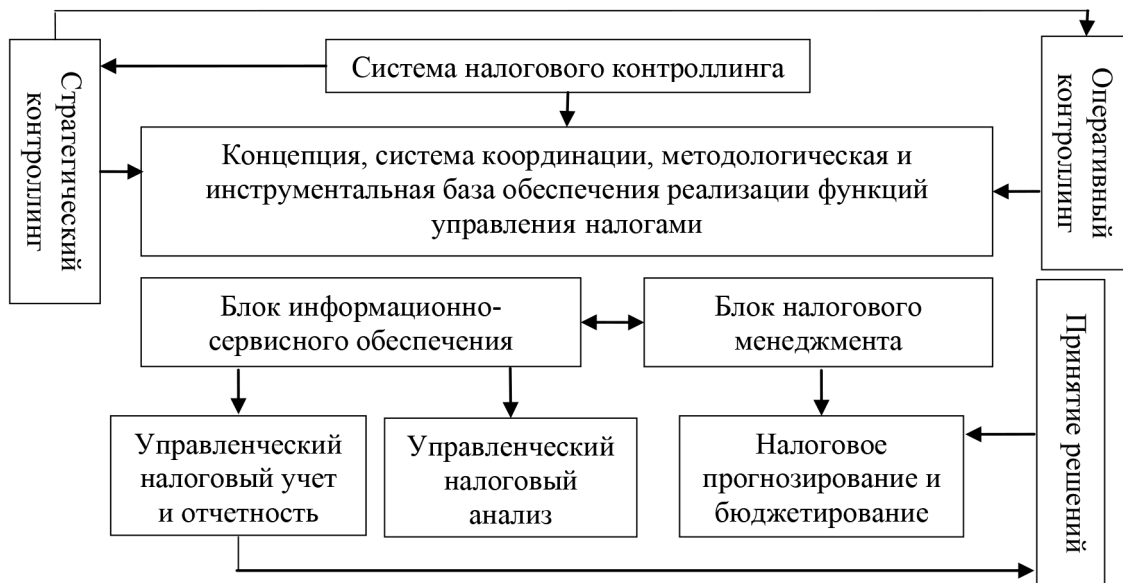 Система налогового контроллинга
Стратегический
контроллинг
Оперативный
контроллинг
Концепция, система координации, методологическая и
инструментальная база обеспечения реализации функций
управления налогами
Блок информационно-
сервисного обеспечения
Блок налогового
менеджмента
Принятие решений
Управленческий
налоговый учет
и отчетность
Управленческий
налоговый
анализ
Налоговое
прогнозирование и
бюджетирование